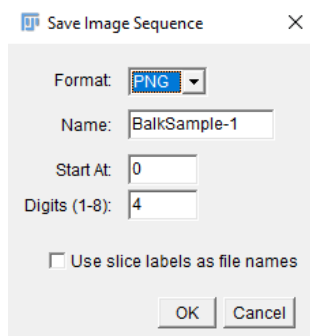 Save Image Sequence
Format: PNG
Name: BalkSample-1
Start At: 0
Digits (1-8): 4
Use slice labels as file names
OK Cancel